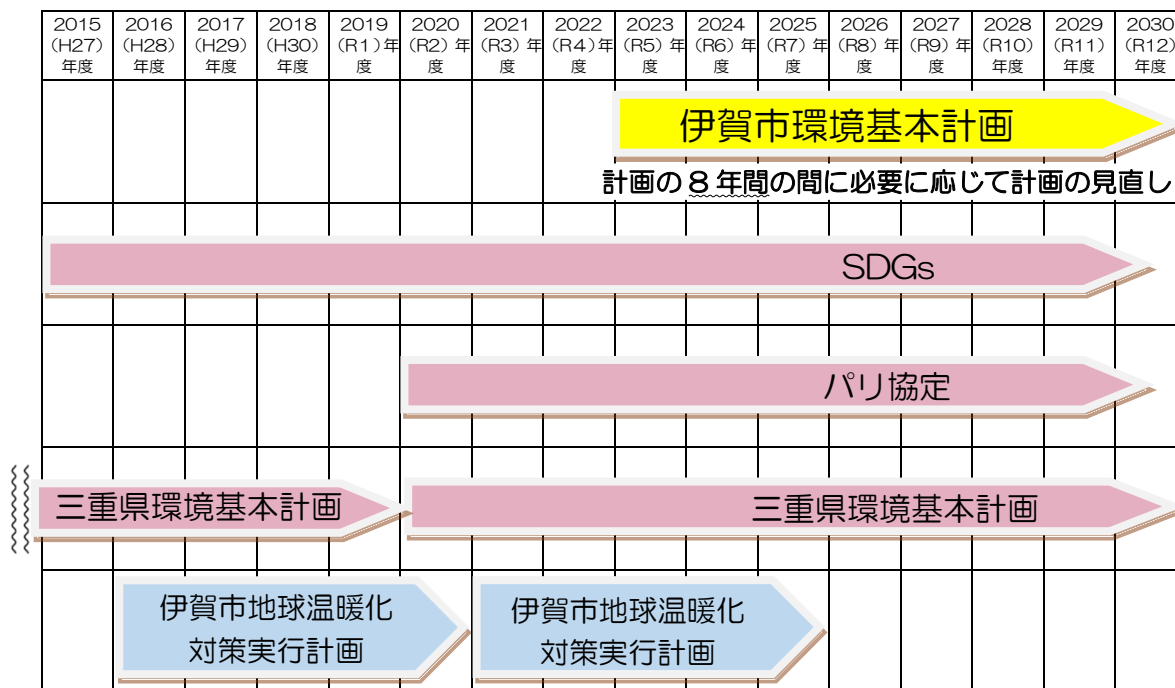 2015
(H27)
年度
2016
(H28)
年度
2017
(H29)
年度
2018
(H30)
年度
2019
(R1)年
度
2020
(R2)年
度
2021
(R3)年
度
2022
(R4)年
度
2023
(R5)年
度
2024
(R6)年
度
2025
(R7)年
度
2026
(R8)年
度
2027
(R9)年
度
2028
(R10)
年度
2029
(R11)
年度
2030
(R12)
年度
伊賀市環境基本計画
計画の8年間の間に必要に応じて計画の見直し
SDGs
パリ協定
三重県環境基本計画
三重県環境基本計画
伊賀市地球温暖化
対策実行計画
伊賀市地球温暖化
対策実行計画